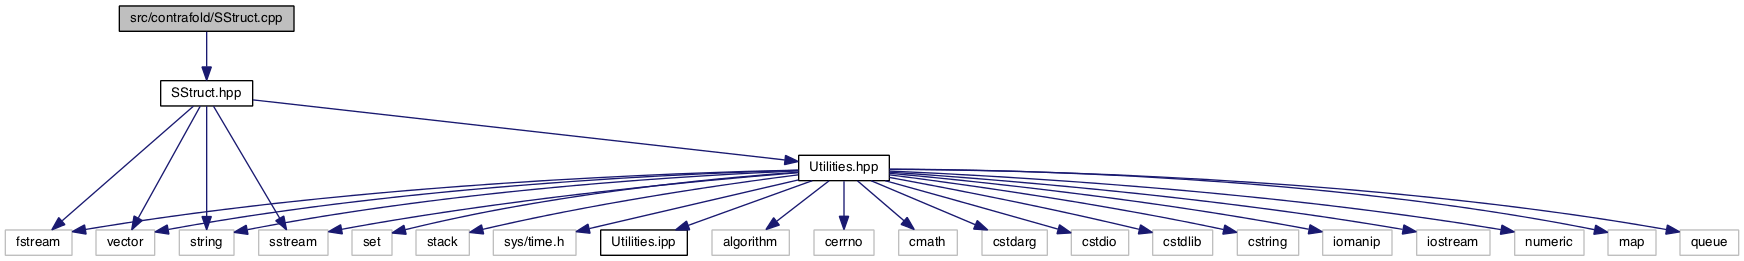 src/contrafold/SStruct.cpp
SStruct.hpp
Utilities.hpp
fstream
vector
string
sstream
set
stack
sys/time.h
Utilities.ipp
algorithm
cerrno
cmath
cstdarg
cstdio
cstdlib
cstring
iomanip
iostream
numeric
map
queue